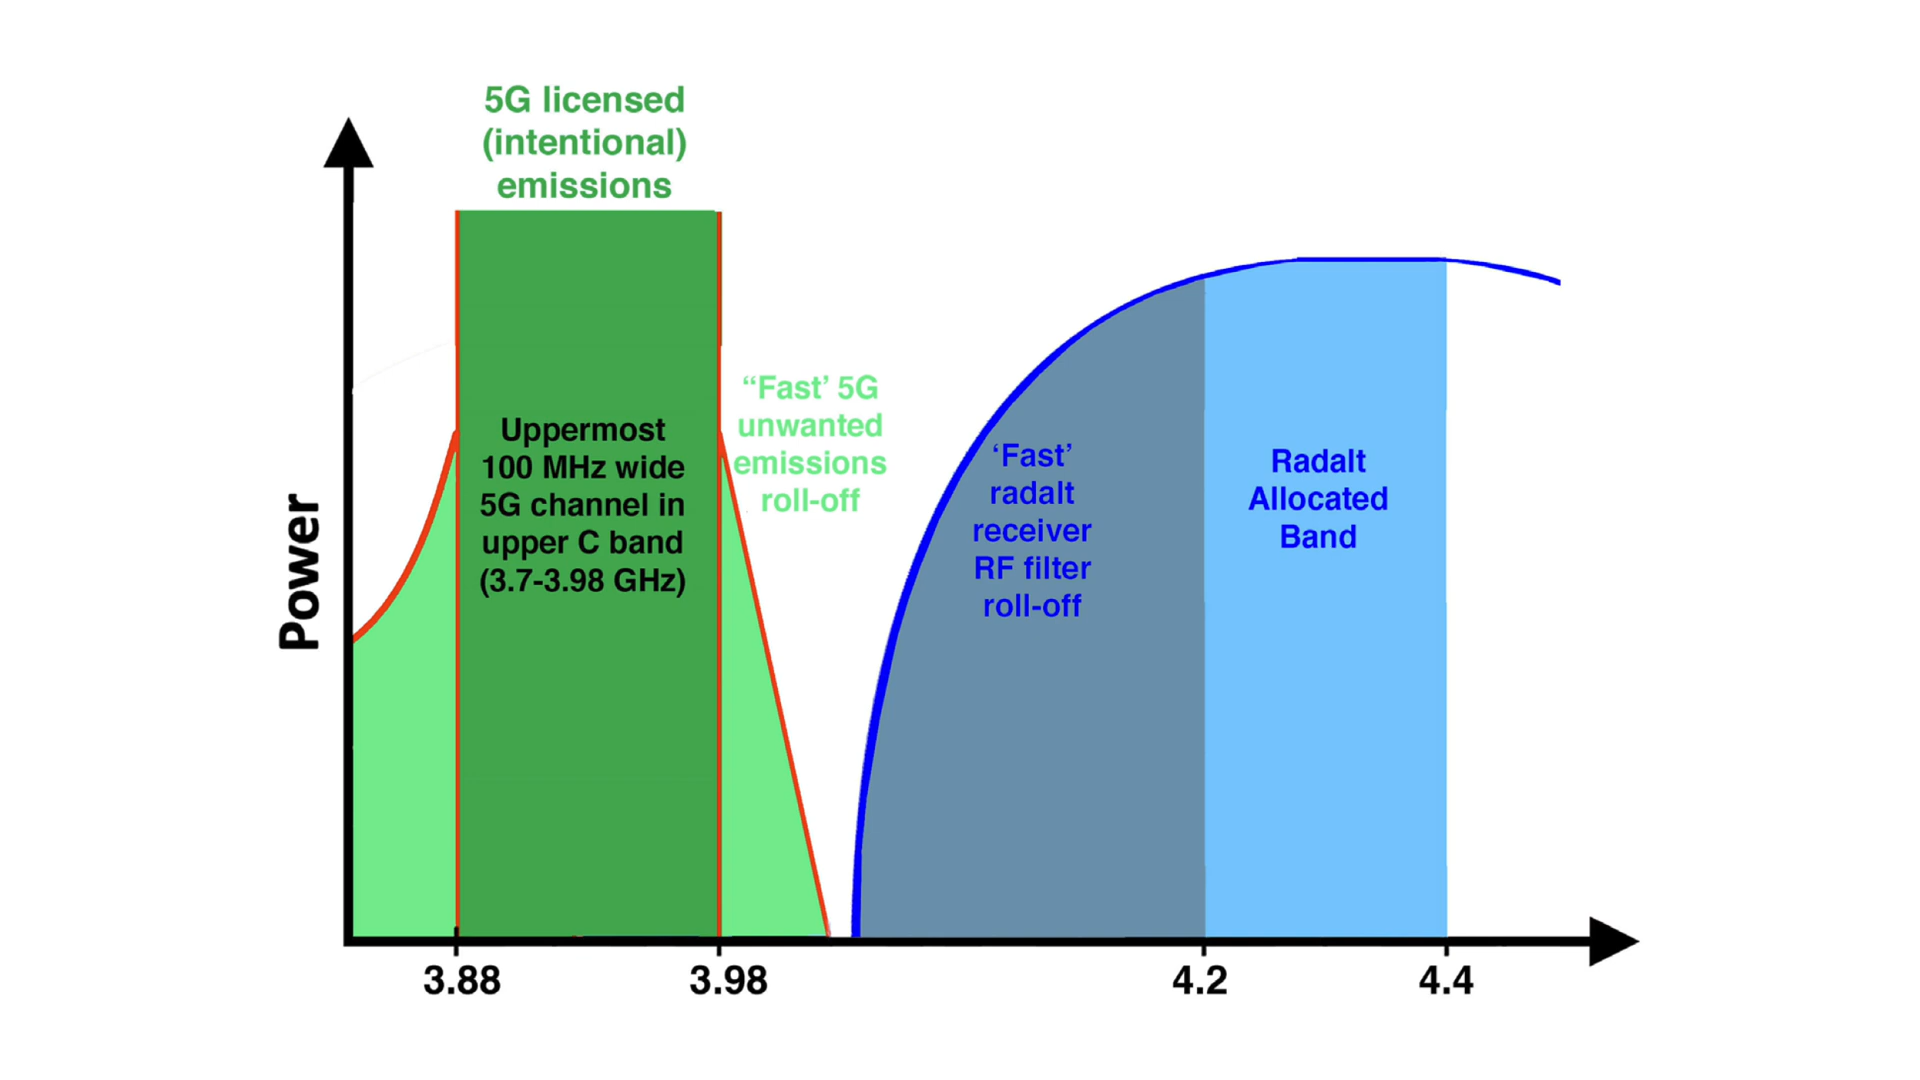 5G licensed
(intentional)
emissions
Power
Uppermost
100 MHz wide
5G channel in
upper C band
(3.7-3.98 GHz)
“Fast’ 5G
unwanted
emissions
roll-off
‘Fast’
radalt
receiver
RF filter
roll-off
Radalt
Allocated
Band
3.88
3.98
4.2
4.4